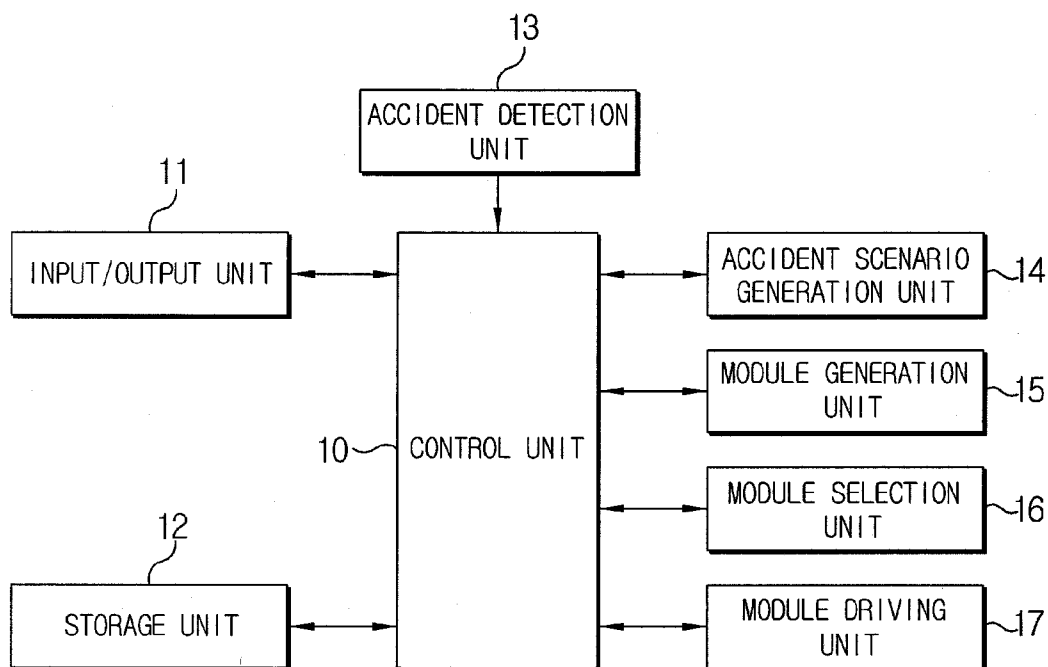 13
ACCIDENT DETECTION
UNIT
11
INPUT/OUTPUT UNIT
ACCIDENT SCENARIO
GENERATION UNIT
14
MODULE GENERATION
UNIT
15
10
CONTROL UNIT
MODULE SELECTION
UNIT
16
12
STORAGE UNIT
MODULE DRIVING
UNIT
17